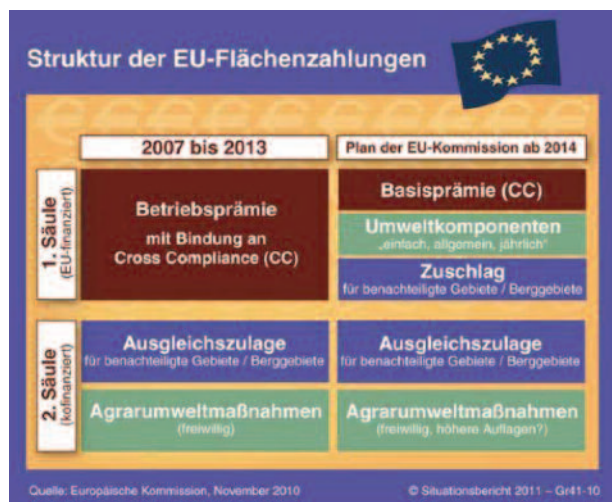 Struktur der EU-Flächenzahlungen
2007 bis 2013
Plan der EU-Kommission ab 2014
1. Säule
(EU-finanziert)
Betriebsprämie
mit Bindung an
Cross Compliance (CC)
Basisprämie (CC)
Umweltkomponenten
„einfach, allgemein, jährlich“
Zuschlag
für benachteiligte Gebiete / Berggebiete
2. Säule
(kofinanziert)
Ausgleichszulage
für benachteiligte Gebiete / Berggebiete
Ausgleichszulage
für benachteiligte Gebiete / Berggebiete
Agrarumweltmaßnahmen
(freiwillig)
Agrarumweltmaßnahmen
(freiwillig, höhere Auflagen?)
Quelle: Europäische Kommission, November 2010
© Situationsbericht 2011 – Gr41-10